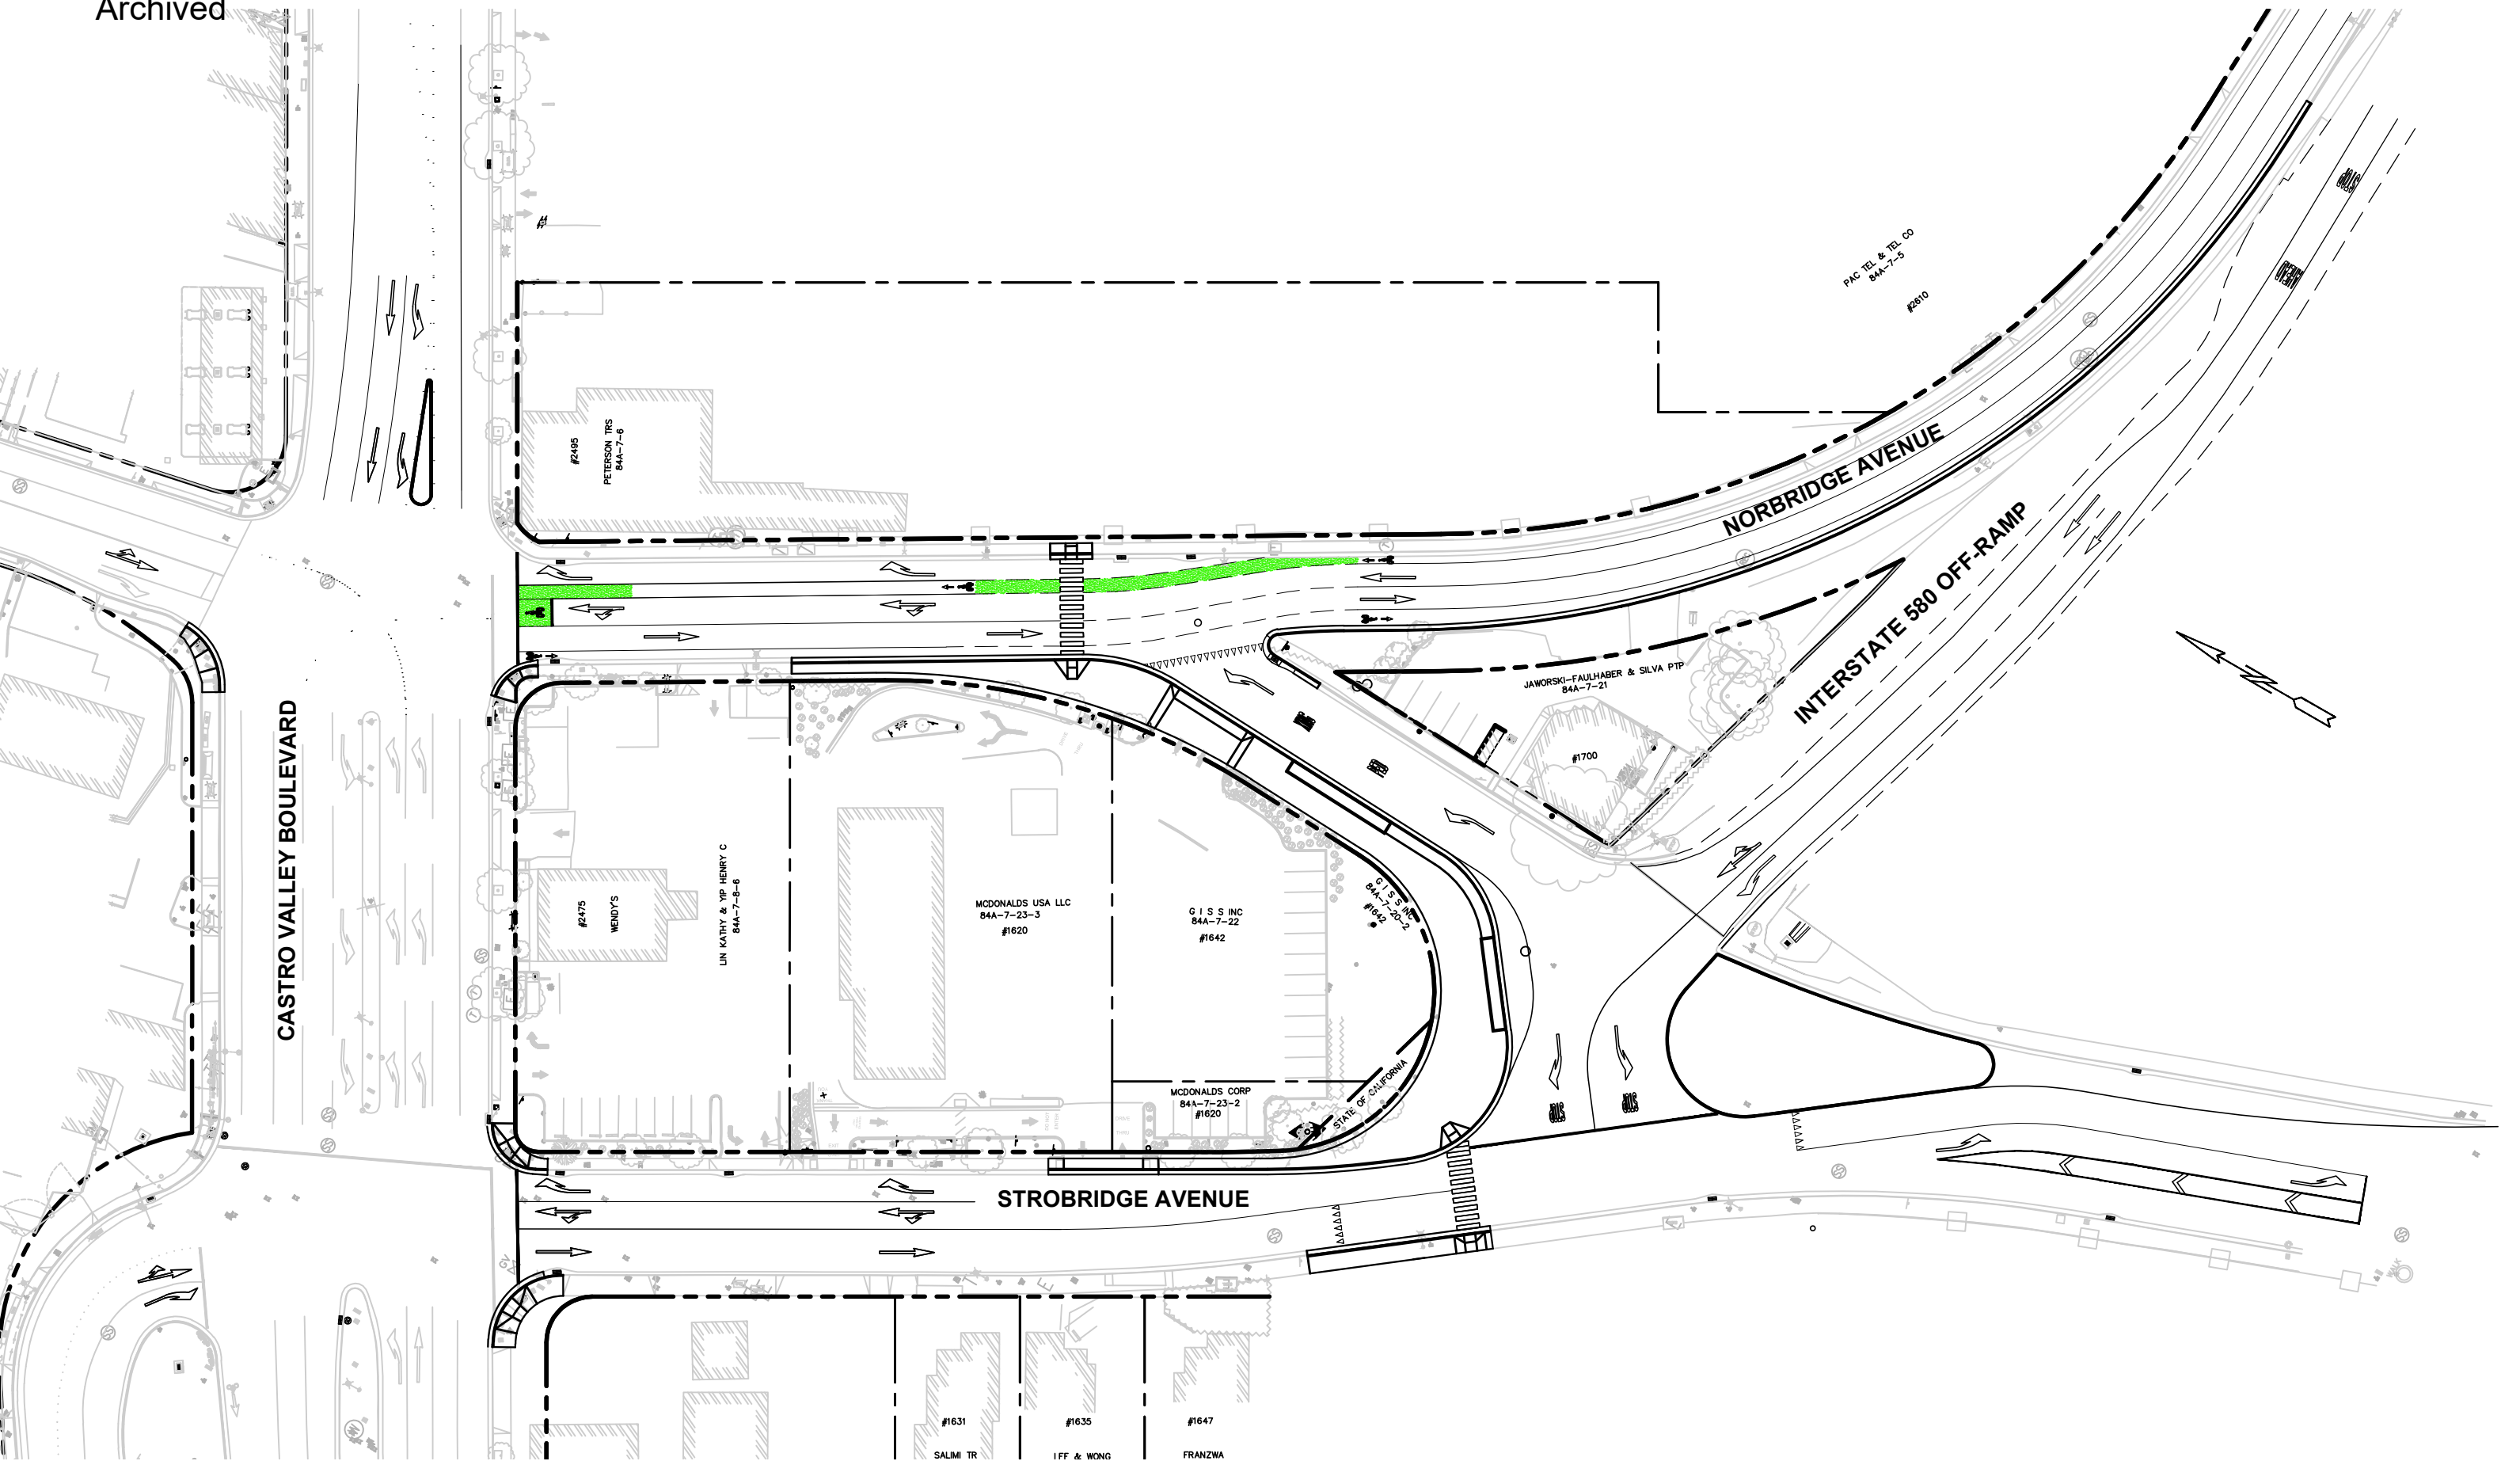 Archived
PAC TEL & TEL CO
84A-7-5
#2610
#2495
PETERSON TRS
84A-7-6
NORBRIDGE AVENUE
INTERSTATE 580 OFF-RAMP
JAWORSKI-FAULHABER & SILVA PTP
84A-7-21
#1700
CASTRO VALLEY BOULEVARD
#2475
WENDY'S
LIN KATHY & YIP HENRY C
84A-7-8-6
MCDONALDS USA LLC
84A-7-23-3
#1620
G I S S INC
84A-7-22
#1642
G I S S INC
84A-7-20-2
#1642
STATE OF CALIFORNIA
MCDONALDS CORP
84A-7-23-2
#1620
STOP
STOP
STROBRIDGE AVENUE
#1631
SALIMI TR
#1635
LEE & WONG
#1647
FRANZWA